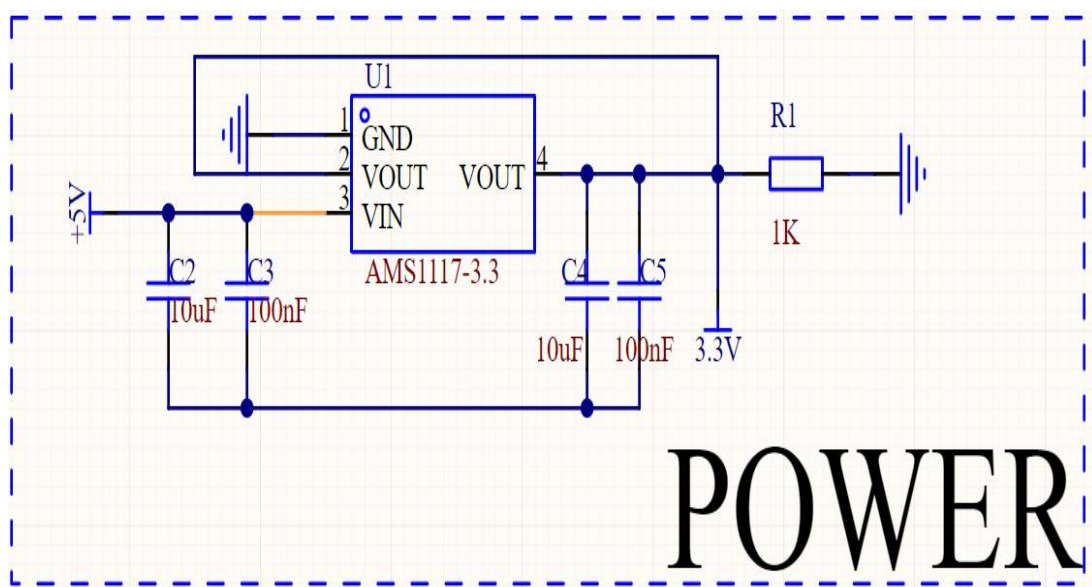 U1
R1
1
GND
2
VOUT
VOUT
4
+5V
3
VIN
1K
C2
C3
AMS1117-3.3
C4
C5
10uF
100nF
10uF
100nF
3.3V
POWER